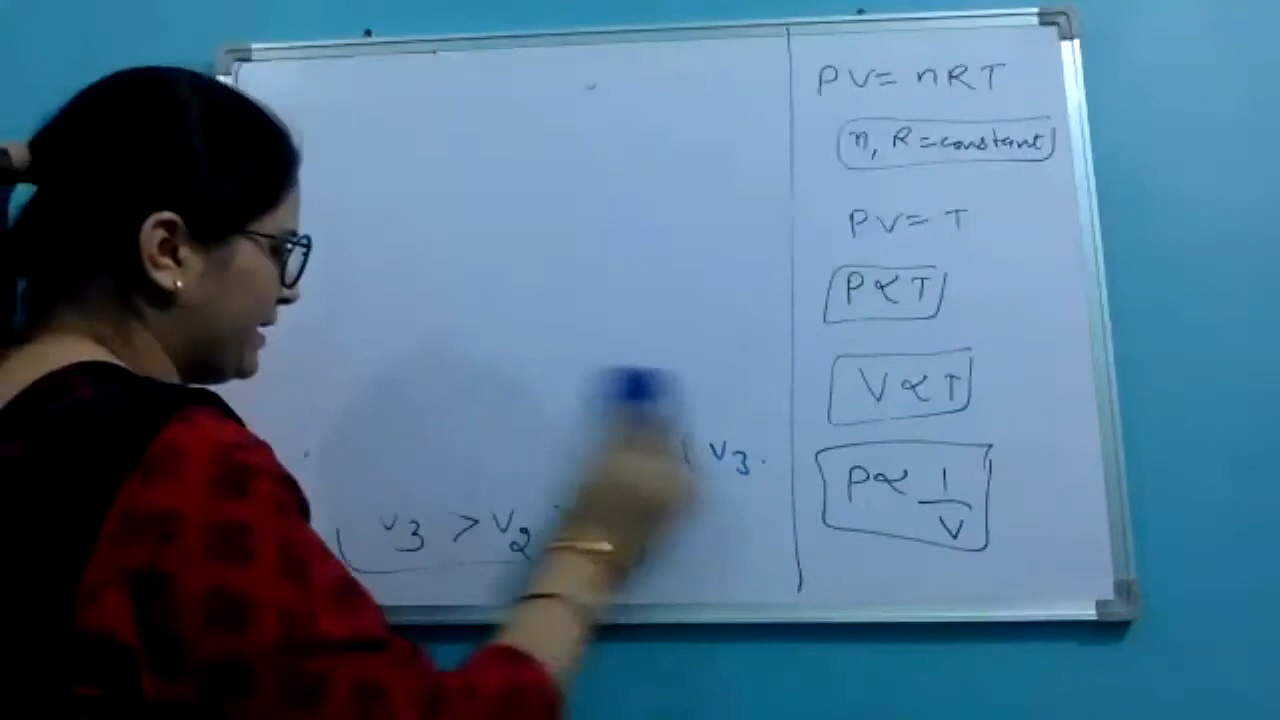 V3.
V3 > V2
PV = nRT
n, R = constant
PV = T
P ∝ T
V ∝ T
P ∝ 1/V